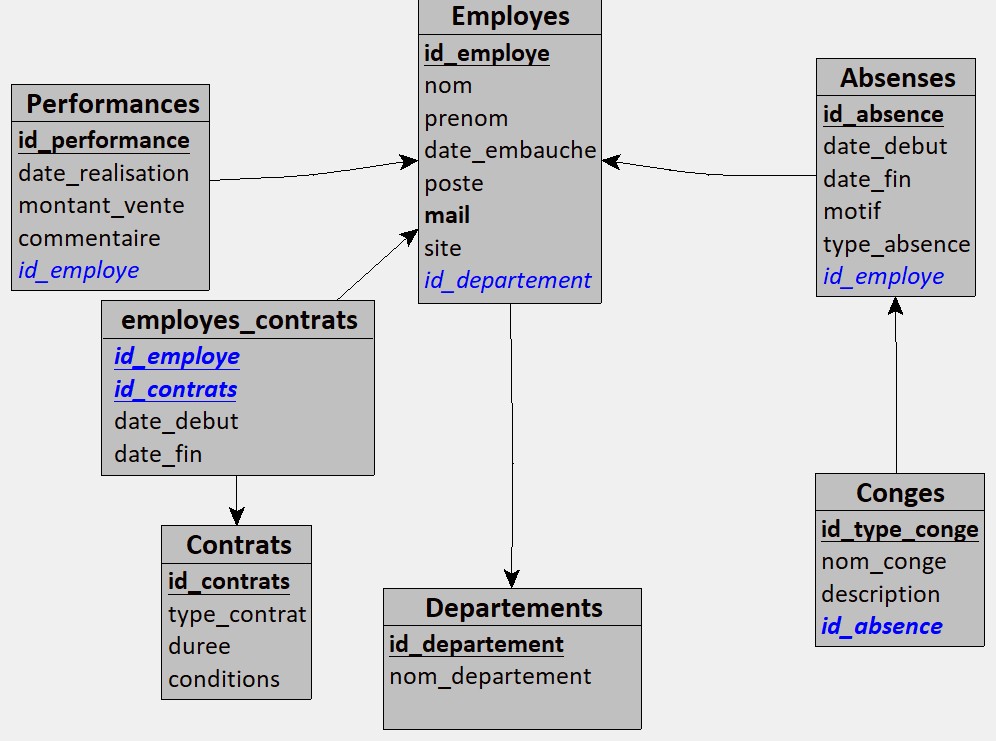 Employes
id_employe
nom
prenom
date_embauche
poste
mail
site
id_departement
Performances
id_performance
date_realisation
montant_vente
commentaire
id_employe
Absenses
id_absence
date_debut
date_fin
motif
type_absence
id_employe
employes_contrats
id_employe
id_contrats
date_debut
date_fin
Contrats
id_contrats
type_contrat
duree
conditions
Departements
id_departement
nom_departement
Conges
id_type_conge
nom_conge
description
id_absence